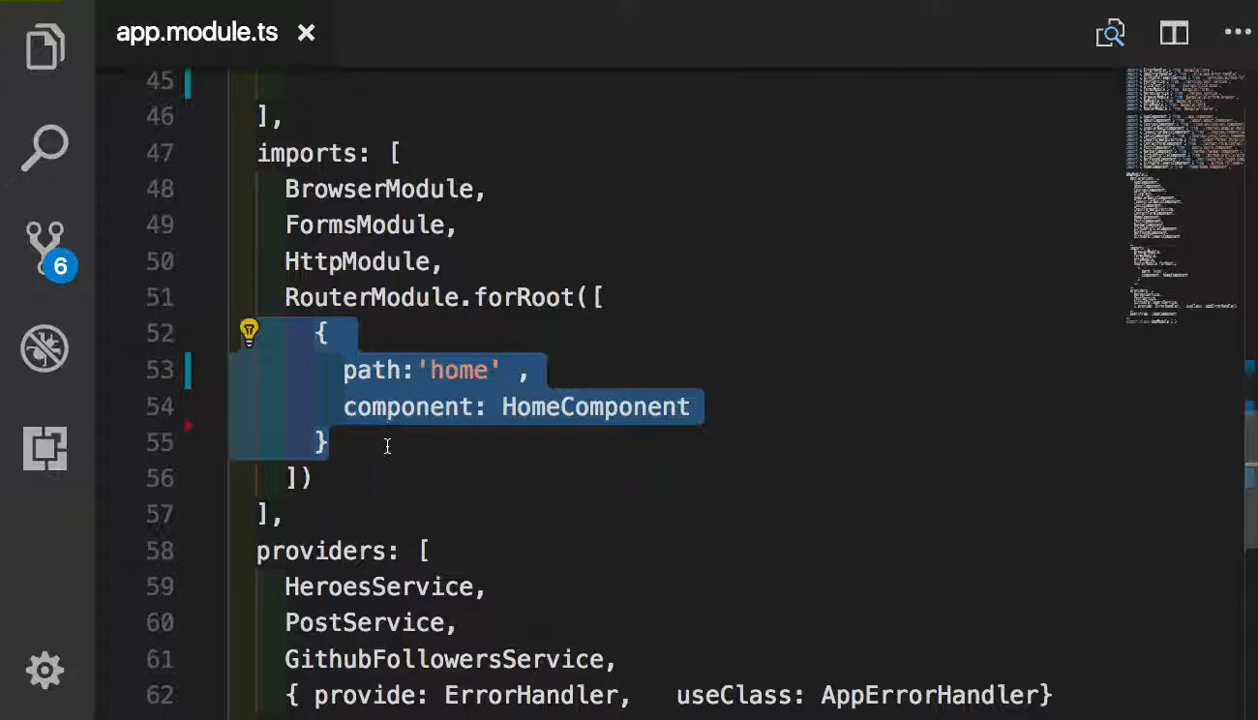 app.module.ts
45
46 ],
47 imports: [
48 BrowserModule,
49 FormsModule,
50 HttpModule,
51 RouterModule.forRoot([
52 {
53 path:'home' ,
54 component: HomeComponent
55 }
56 ])
57 ],
58 providers: [
59 HeroesService,
60 PostService,
61 GithubFollowersService,
62 { provide: ErrorHandler, useClass: AppErrorHandler}
6